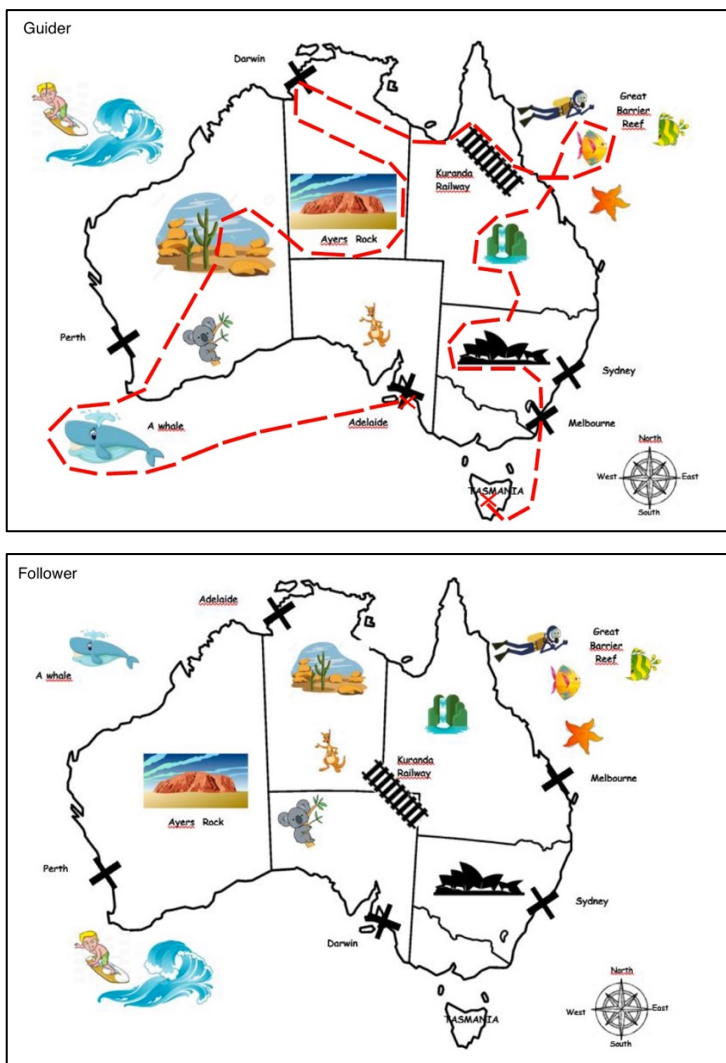 Guider
Darwin
Great
Barrier
Reef
Kuranda
Railway
Ayers Rock
Perth
Sydney
A whale
Adelaide
Melbourne
North
West
East
South
TASMANIA
Follower
Adelaide
Great
Barrier
Reef
A whale
Kuranda
Railway
Melbourne
Ayers Rock
Perth
Sydney
Darwin
North
West
East
South
TASMANIA